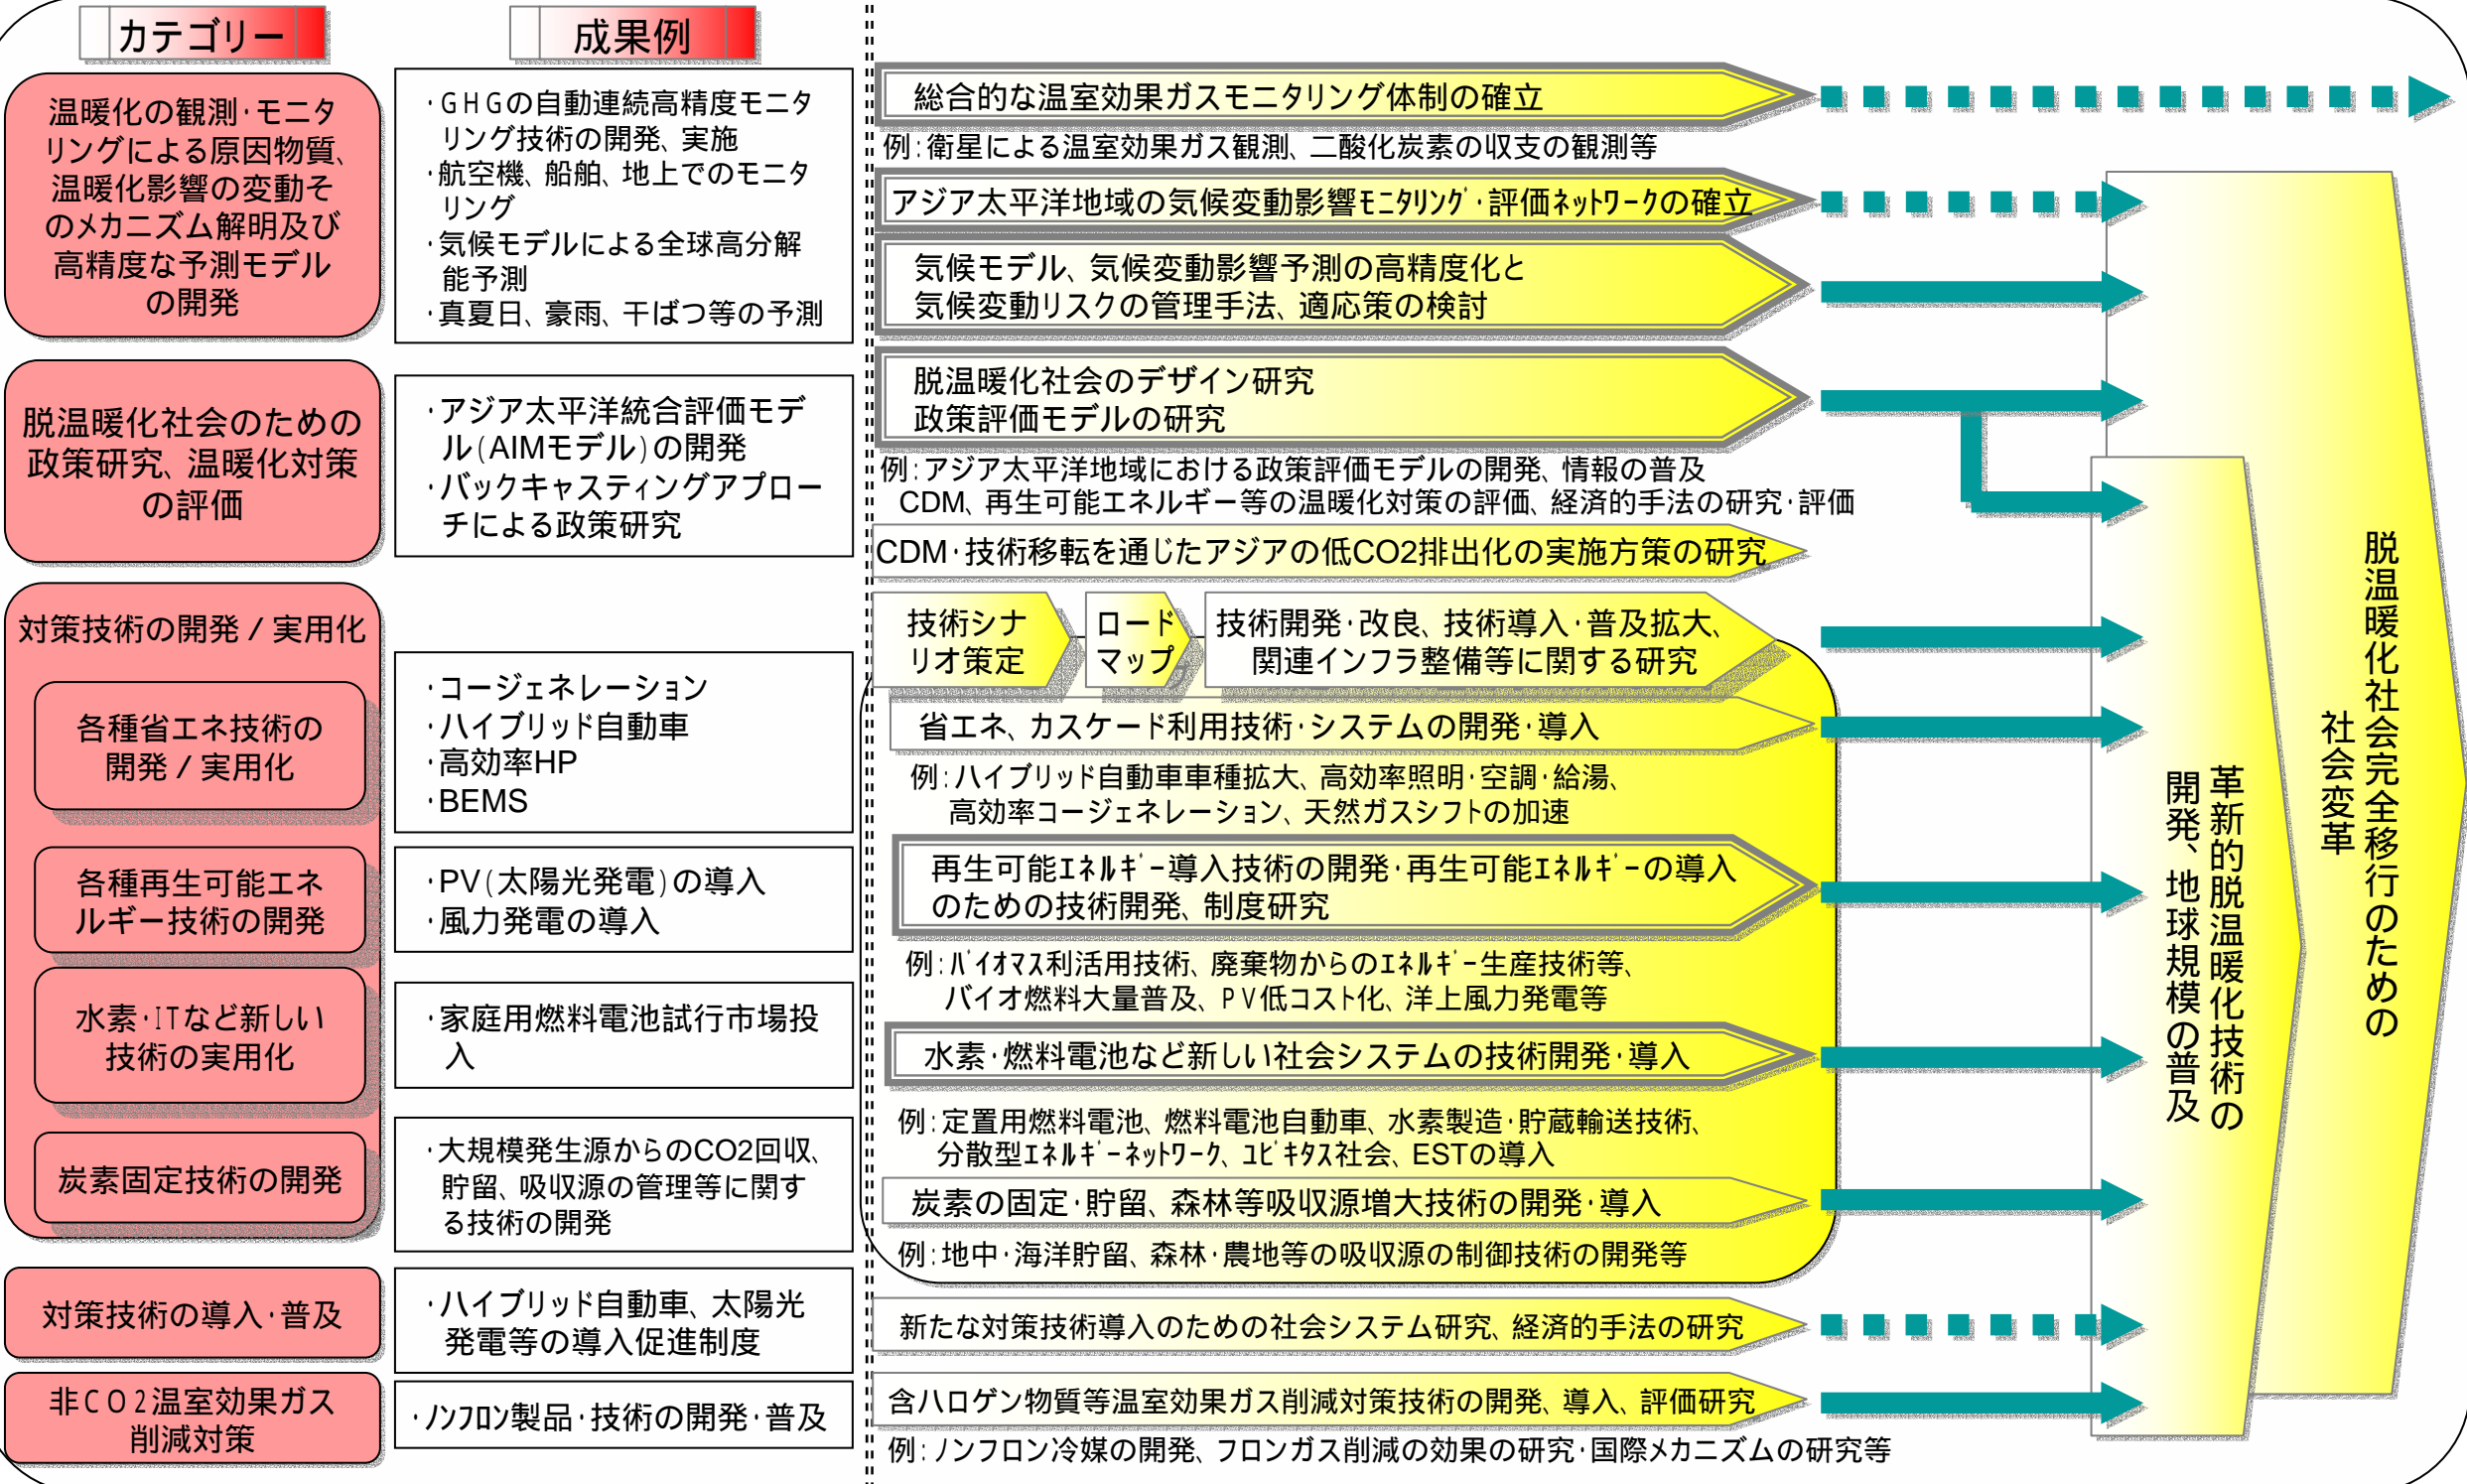 カテゴリー
成果例
温暖化の観測・モニタ
リングによる原因物質、
温暖化影響の変動そ
のメカニズム解明及び
高精度な予測モデル
の開発
・GHGの自動連続高精度モニタ
リング技術の開発、実施
・航空機、船舶、地上でのモニタ
リング
・気候モデルによる全球高分解
能予測
・真夏日、豪雨、干ばつ等の予測
総合的な温室効果ガスモニタリング体制の確立
例：衛星による温室効果ガス観測、二酸化炭素の収支の観測等
アジア太平洋地域の気候変動影響ﾓﾆﾀﾘﾝｸﾞ・評価ﾈｯﾄﾜｰｸの確立
気候モデル、気候変動影響予測の高精度化と
気候変動リスクの管理手法、適応策の検討
脱温暖化社会のための
政策研究、温暖化対策
の評価
・アジア太平洋統合評価モデ
ル（AIMモデル）の開発
・バックキャスティングアプロー
チによる政策研究
脱温暖化社会のデザイン研究
政策評価モデルの研究
例：アジア太平洋地域における政策評価モデルの開発、情報の普及
CDM、再生可能エネルギー等の温暖化対策の評価、経済的手法の研究・評価
CDM・技術移転を通じたアジアの低CO2排出化の実施方策の研究
対策技術の開発／実用化
技術シナ
リオ策定
ロード
マップ
技術開発・改良、技術導入・普及拡大、
関連インフラ整備等に関する研究
各種省エネ技術の
開発／実用化
・コージェネレーション
・ハイブリッド自動車
・高効率HP
・BEMS
省エネ、カスケード利用技術・システムの開発・導入
例：ハイブリッド自動車車種拡大、高効率照明・空調・給湯、
高効率コージェネレーション、天然ガスシフトの加速
各種再生可能エネ
ルギー技術の開発
・PV（太陽光発電）の導入
・風力発電の導入
再生可能ｴﾈﾙｷﾞｰ導入技術の開発・再生可能ｴﾈﾙｷﾞｰの導入
のための技術開発、制度研究
例：ﾊﾞｲｵﾏｽ利活用技術、廃棄物からのｴﾈﾙｷﾞｰ生産技術等、
バイオ燃料大量普及、PV低コスト化、洋上風力発電等
水素・ITなど新しい
技術の実用化
・家庭用燃料電池試行市場投
入
水素・燃料電池など新しい社会システムの技術開発・導入
例：定置用燃料電池、燃料電池自動車、水素製造・貯蔵輸送技術、
分散型ｴﾈﾙｷﾞｰﾈｯﾄﾜｰｸ、ﾕﾋﾞｷﾀｽ社会、ESTの導入
炭素固定技術の開発
・大規模発生源からのCO2回収、
貯留、吸収源の管理等に関す
る技術の開発
炭素の固定・貯留、森林等吸収源増大技術の開発・導入
例：地中・海洋貯留、森林・農地等の吸収源の制御技術の開発等
対策技術の導入・普及
・ハイブリッド自動車、太陽光
発電等の導入促進制度
新たな対策技術導入のための社会システム研究、経済的手法の研究
非CO2温室効果ガス
削減対策
・ﾉﾝﾌﾛﾝ製品・技術の開発・普及
含ハロゲン物質等温室効果ガス削減対策技術の開発、導入、評価研究
例：ノンフロン冷媒の開発、フロンガス削減の効果の研究・国際メカニズムの研究等
革新的脱温暖化技術の
開発、地球規模の普及
脱温暖化社会完全移行のための
社会変革